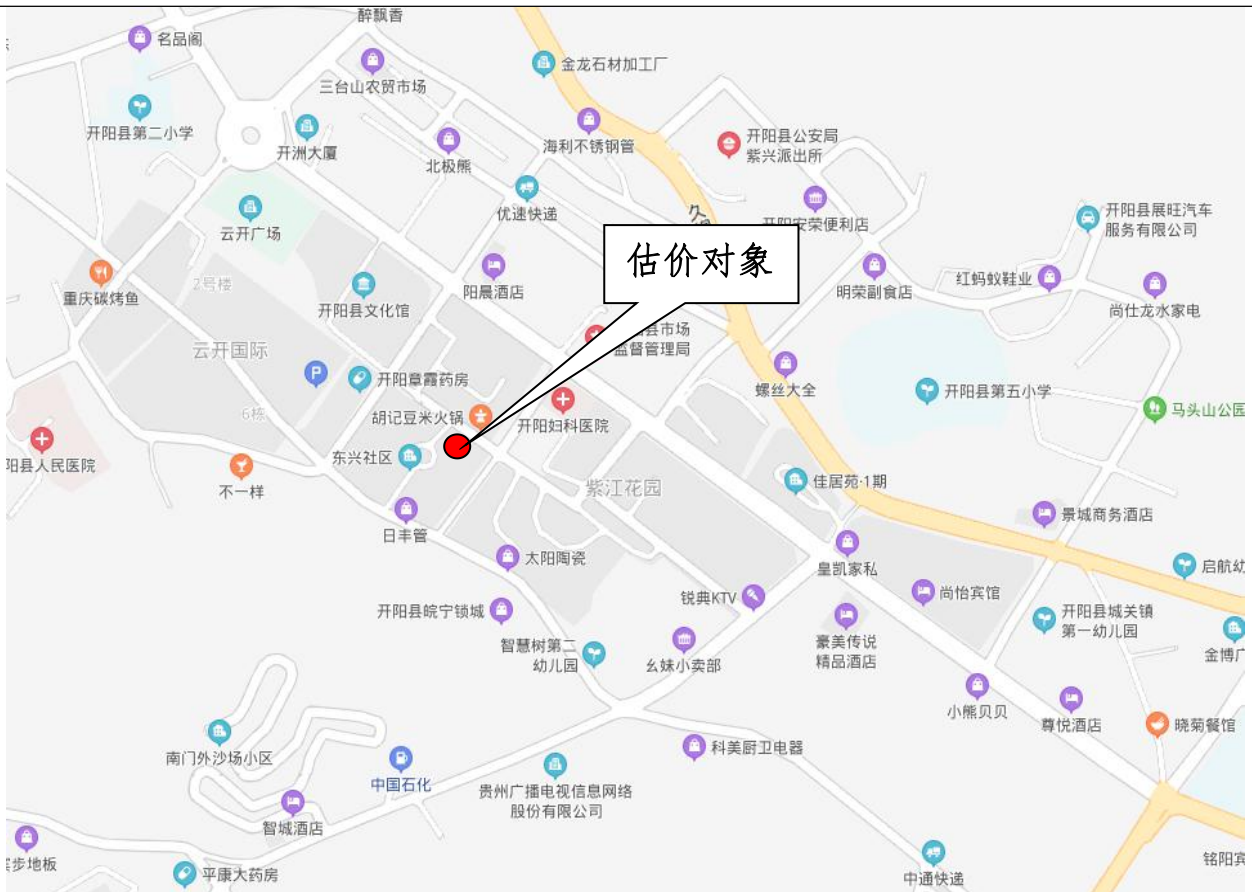 醉飘香
名品阁
三台山农贸市场
金龙石材加工厂
开阳县第二小学
开洲大厦
北极熊
海利不锈钢管
开阳县公安局
紫兴派出所
优速快递
云开广场
开阳安荣便利店
开阳县展旺汽车
服务有限公司
估价对象
2号楼
重庆碳烤鱼
开阳县文化馆
阳晨酒店
明荣副食店
红蚂蚁鞋业
尚仕龙水家电
县市场
监督管理局
云开国际
P
开阳章霞药房
螺丝大全
开阳县第五小学
6栋
胡记豆米火锅
开阳妇科医院
马头山公园
阳县人民医院
东兴社区
不一样
紫江花园
佳居苑·1期
日丰管
景城商务酒店
太阳陶瓷
皇凯家私
启航幼
开阳县皖宁锁城
锐典KTV
尚怡宾馆
开阳县城关镇
第一幼儿园
智慧树第二
幼儿园
幺妹小卖部
豪美传说
精品酒店
金博广
小熊贝贝
尊悦酒店
晓菊餐馆
南门外沙场小区
中国石化
科美厨卫电器
贵州广播电视信息网络
股份有限公司
智城酒店
步地板
平康大药房
中通快递
铭阳宾